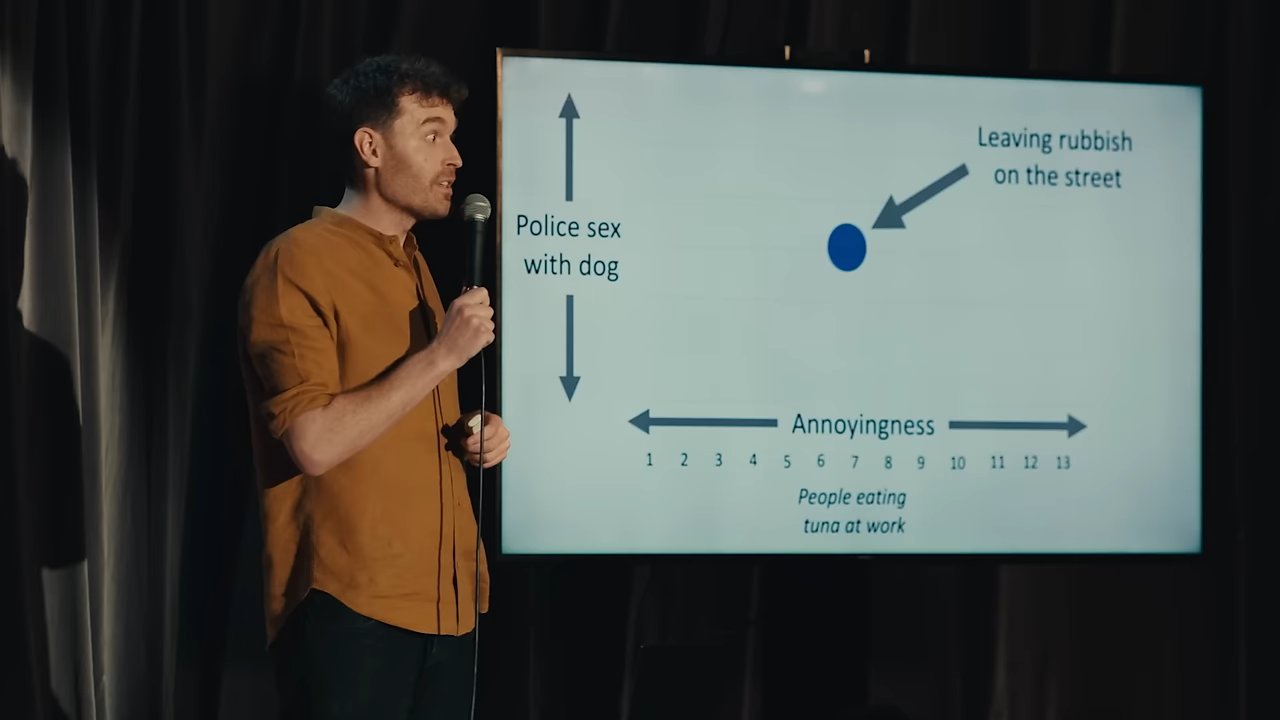 Leaving rubbish
on the street
Police sex
with dog
Annoyingness
1 2 3 4 5 6 7 8 9 10 11 12 13
People eating
tuna at work